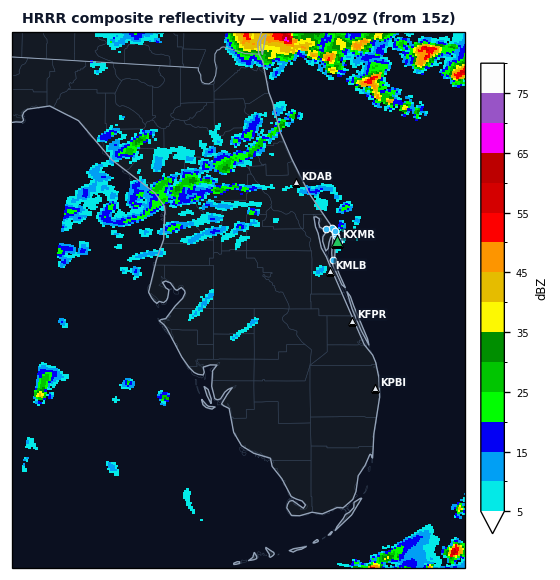 HRRR composite reflectivity — valid 21/09Z (from 15z)
KDAB
KXMR
KMLB
KFPR
KPBI
75
65
55
45
35
25
15
5
dBZ